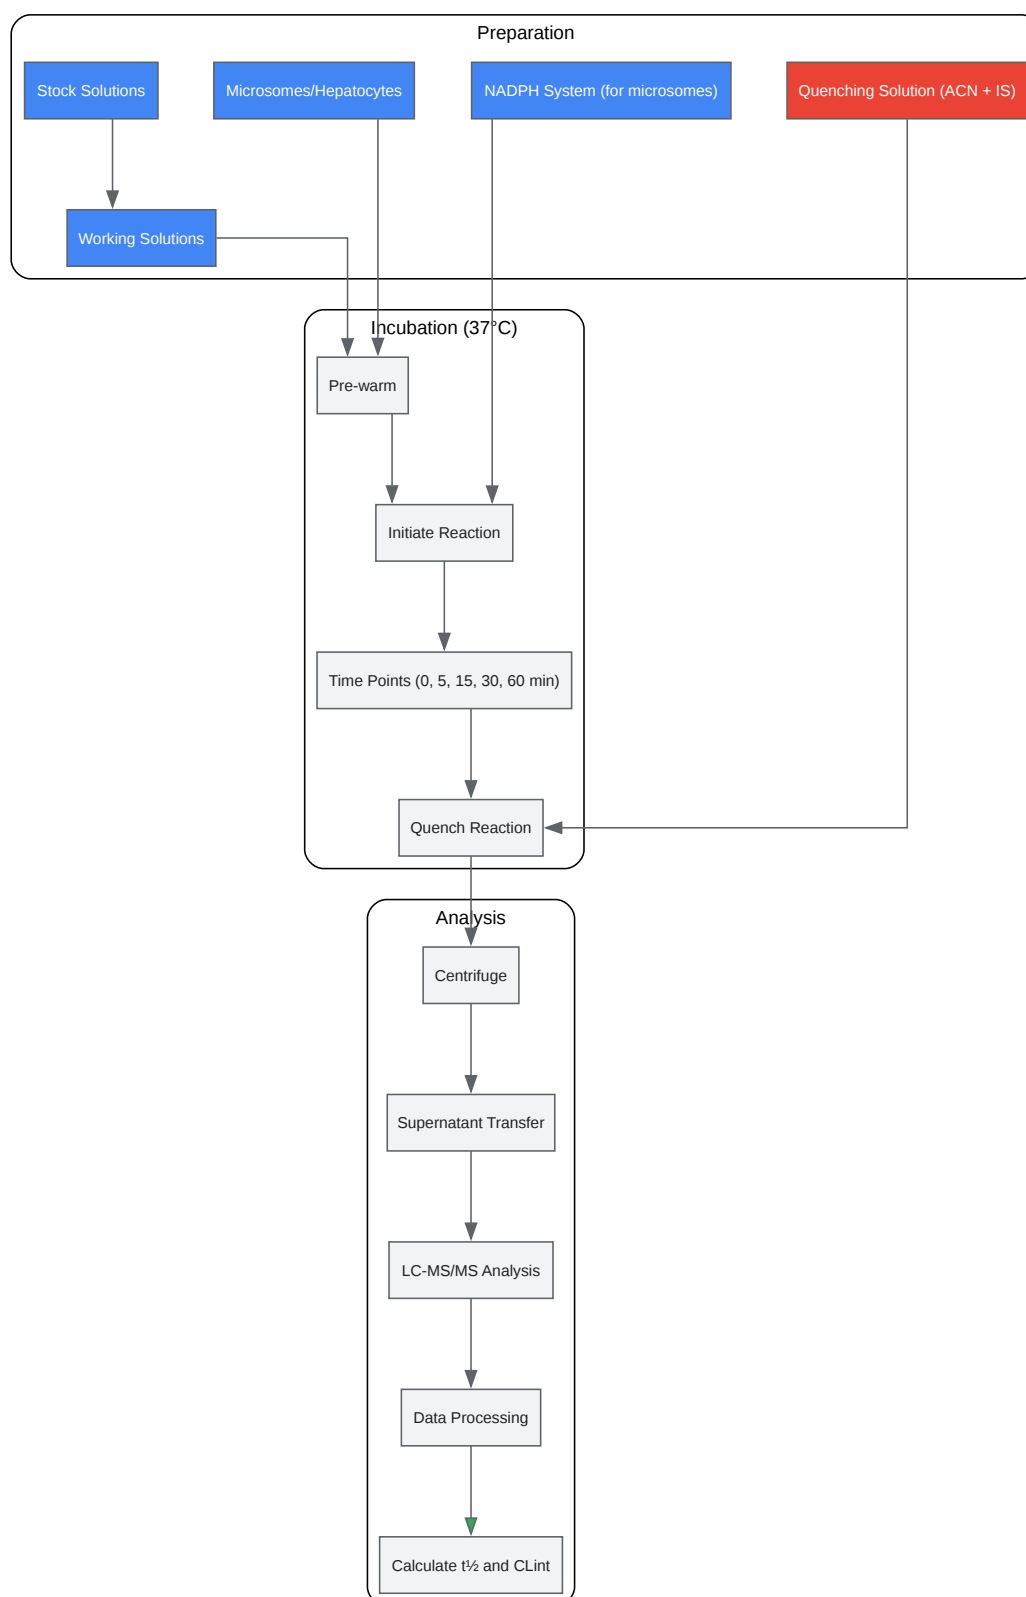 Preparation
Stock Solutions
Microsomes/Hepatocytes
NADPH System (for microsomes)
Quenching Solution (ACN + IS)
Working Solutions
Incubation (37°C)
Pre-warm
Initiate Reaction
Time Points (0, 5, 15, 30, 60 min)
Quench Reaction
Analysis
Centrifuge
Supernatant Transfer
LC-MS/MS Analysis
Data Processing
Calculate t½ and CLint